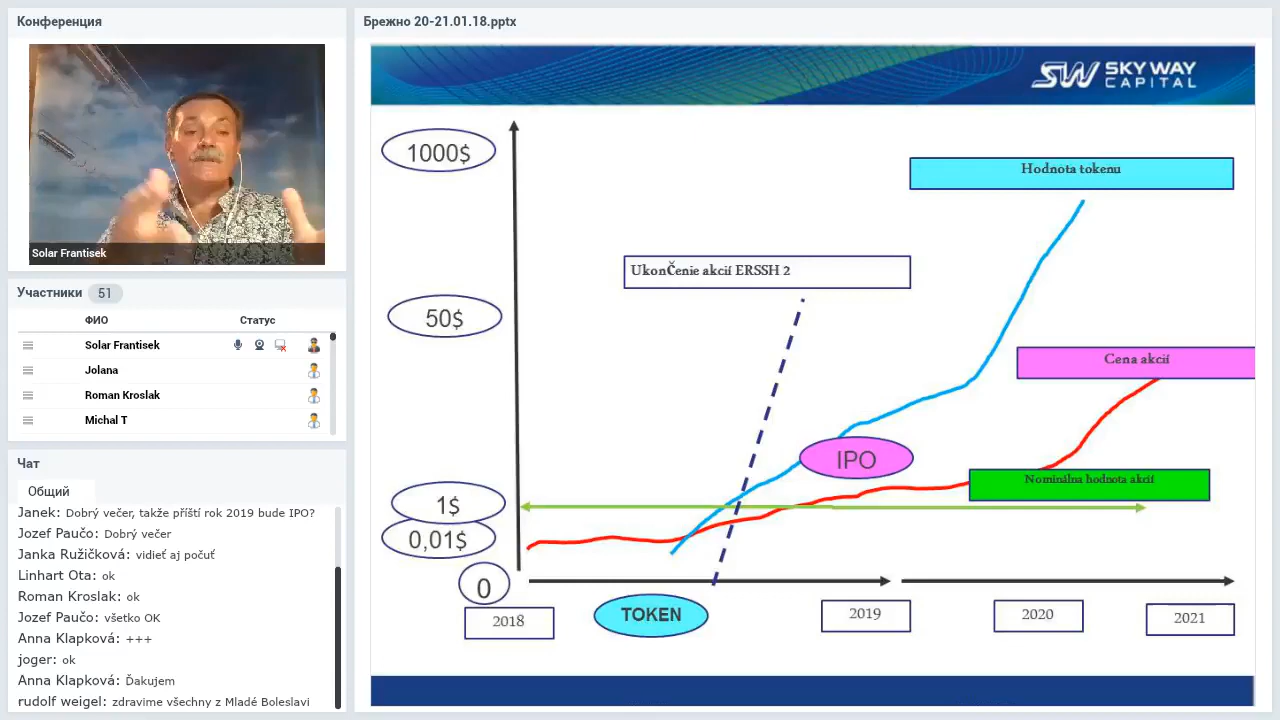 Конференция
Solar Frantisek
Участники 51
ФИО Статус
Solar Frantisek
Jolana
Roman Kroslak
Michal T
Чат
Общий
Janek: Dobrý večer, takže příští rok 2019 bude IPO?
Jozef Paučo: Dobrý večer
Janka Ružičková: vidieť aj počuť
Linhart Ota: ok
Roman Kroslak: ok
Jozef Paučo: všetko OK
Anna Klapková: +++
joger: ok
Anna Klapková: Ďakujem
rudolf weigel: zdravime všechny z Mladé Boleslavi
Брежно 20-21.01.18.pptx
SW SKY WAY
CAPITAL
1000$
Hodnota tokenu
UkonČenie akcií ERSSH 2
50$
Cena akcií
IPO
Nominálna hodnota akcií
1$
0,01$
0
2018
TOKEN
2019
2020
2021